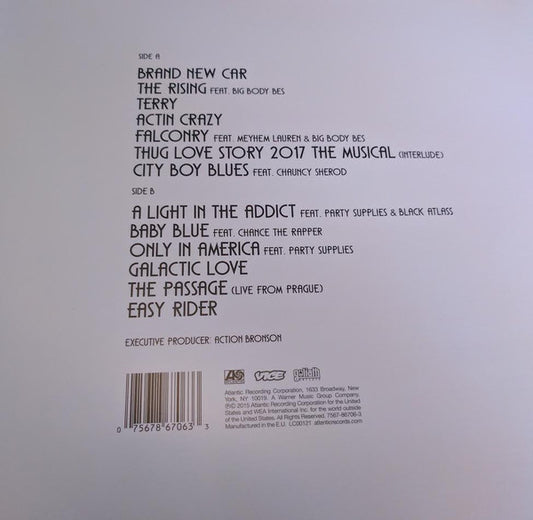 SIDE A
BRAND NEW CAR
THE RISING FEAT. BIG BODY BES
TERRY
ACTIN CRAZY
FALCONRY FEAT. MEYHEM LAUREN & BIG BODY BES
THUG LOVE STORY 2017 THE MUSICAL (INTERLUDE)
CITY BOY BLUES FEAT. CHAUNCY SHEROD
SIDE B
A LIGHT IN THE ADDICT FEAT. PARTY SUPPLIES & BLACK ATLASS
BABY BLUE FEAT. CHANCE THE RAPPER
ONLY IN AMERICA FEAT. PARTY SUPPLIES
GALACTIC LOVE
THE PASSAGE (LIVE FROM PRAGUE)
EASY RIDER
EXECUTIVE PRODUCER: ACTION BRONSON
VICE
Atlantic Recording Corporation, 1633 Broadway, New
York, NY 10019. A Warner Music Group Company.
℗© 2015 Atlantic Recording Corporation for the United
States and WEA International Inc. for the world outside
of the United States. All Rights Reserved. 7567-86706-3
Manufactured in the E.U. LC00121 atlanticrecords.com
0 75678 67063 3